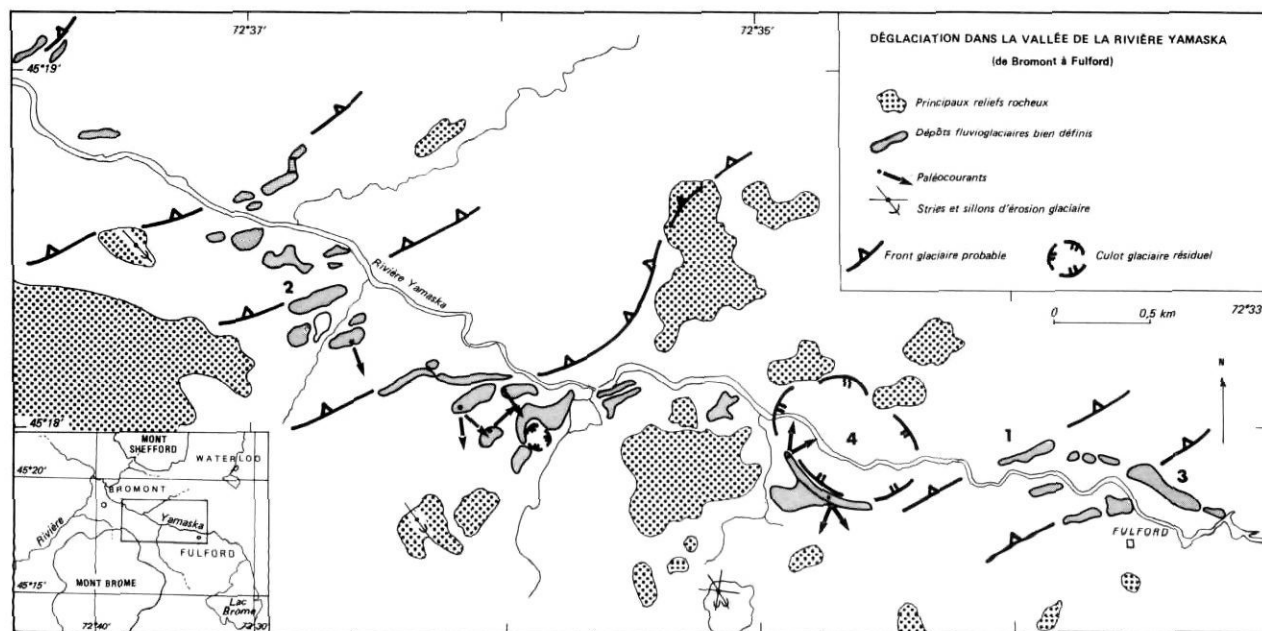 72°37'
72°35'
45°19'
DÉGLACIATION DANS LA VALLÉE DE LA RIVIÈRE YAMASKA
(de Bromont à Fulford)
Principaux reliefs rocheux
Dépôts fluvioglaciaires bien définis
Paléocourants
Stries et sillons d'érosion glaciaire
Front glaciaire probable
Culot glaciaire résiduel
0
0,5 km
72°33
N
Rivière Yamaska
2
45°18'
4
1
3
FULFORD
MONT SHEFFORD
WATERLOO
45°20'
BROMONT
Rivière
Yamaska
FULFORD
45°15'
MONT BROME
Lac Brome
72°40'
72°30'